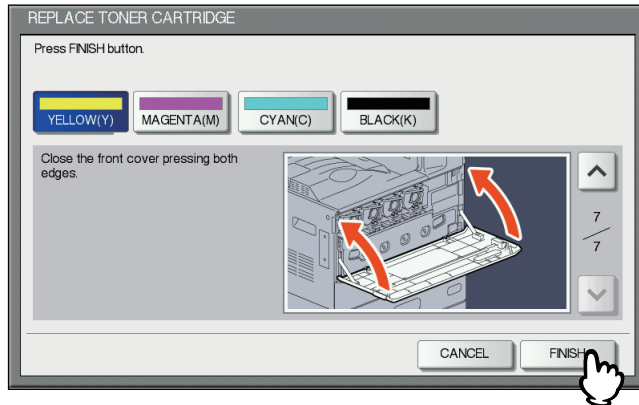 REPLACE TONER CARTRIDGE
Press FINISH button.
YELLOW(Y) MAGENTA(M) CYAN(C) BLACK(K)
Close the front cover pressing both
edges.
7
7
CANCEL FINISH